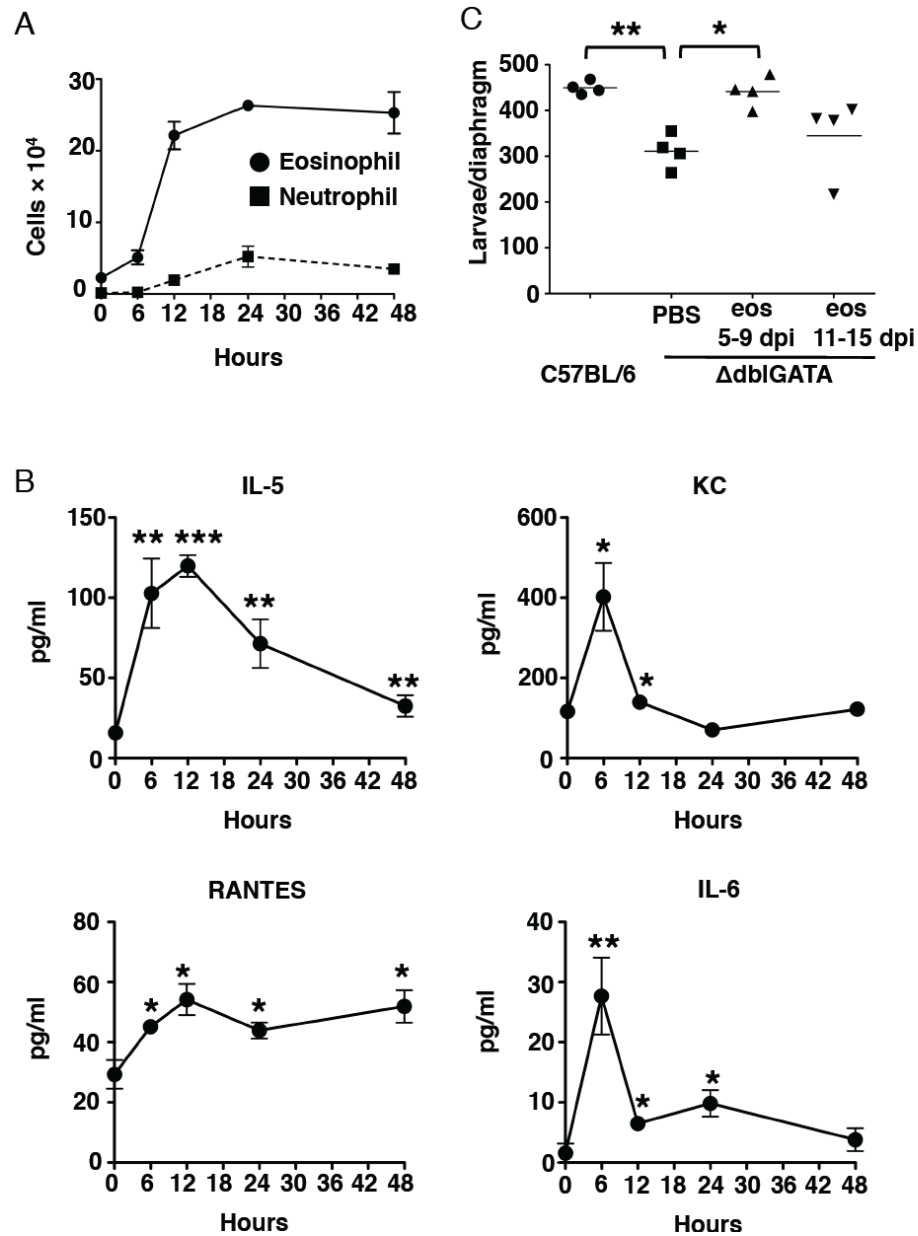 A
30
20
10
0
Cells × 10⁴
Eosinophil
Neutrophil
0 6 12 18 24 30 36 42 48
Hours
C
** *
500
400
300
200
100
0
Larvae/diaphragm
PBS eos eos
5-9 dpi 11-15 dpi
C57BL/6 ΔdblGATA
B
IL-5
150
100
50
0
pg/ml
** *** ** **
0 6 12 18 24 30 36 42 48
Hours
KC
600
400
200
0
pg/ml
* *
0 6 12 18 24 30 36 42 48
Hours
RANTES
80
60
40
20
0
pg/ml
* * * *
0 6 12 18 24 30 36 42 48
Hours
IL-6
40
30
20
10
0
pg/ml
** * *
0 6 12 18 24 30 36 42 48
Hours